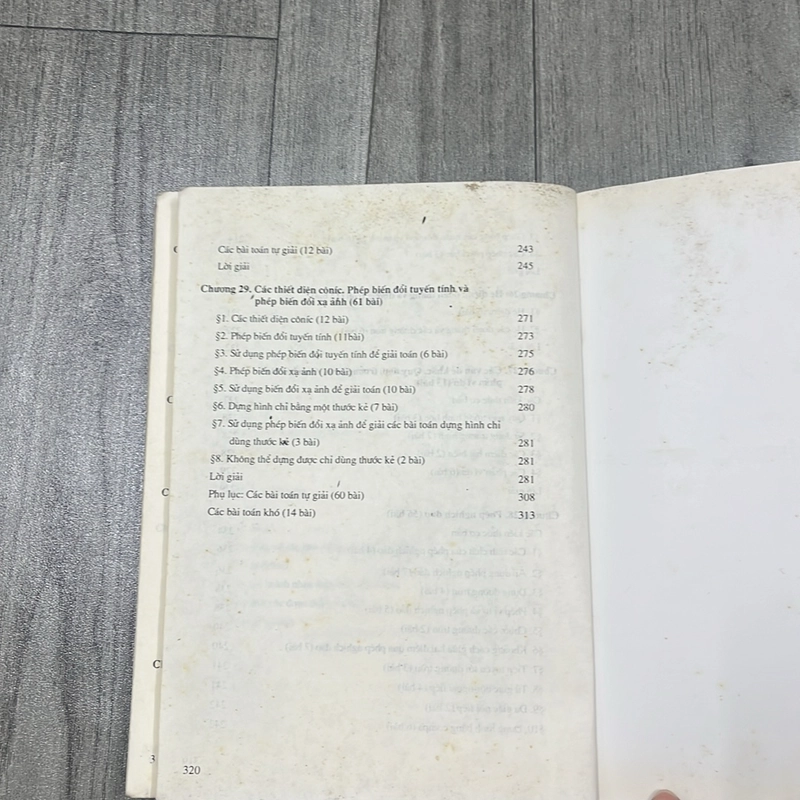 Các bài toán tự giải (12 bài) 243
Lời giải 245
Chương 29. Các thiết diện côníc. Phép biến đổi tuyến tính và
phép biến đổi xạ ảnh (61 bài)
§1. Các thiết diện côníc (12 bài) 271
§2. Phép biến đổi tuyến tính (11bài) 273
§3. Sử dụng phép biến đổi tuyến tính để giải toán (6 bài) 275
§4. Phép biến đổi xạ ảnh (10 bài) 276
§5. Sử dụng biến đổi xạ ảnh để giải toán (10 bài) 278
§6. Dựng hình chỉ bằng một thước kẻ (7 bài) 280
§7. Sử dụng phép biến đổi xạ ảnh để giải các bài toán dựng hình chỉ
dùng thước kẻ (3 bài) 281
§8. Không thể dựng được chỉ dùng thước kẻ (2 bài) 281
Lời giải 281
Phụ lục: Các bài toán tự giải (60 bài) 308
Các bài toán khó (14 bài) 313
320